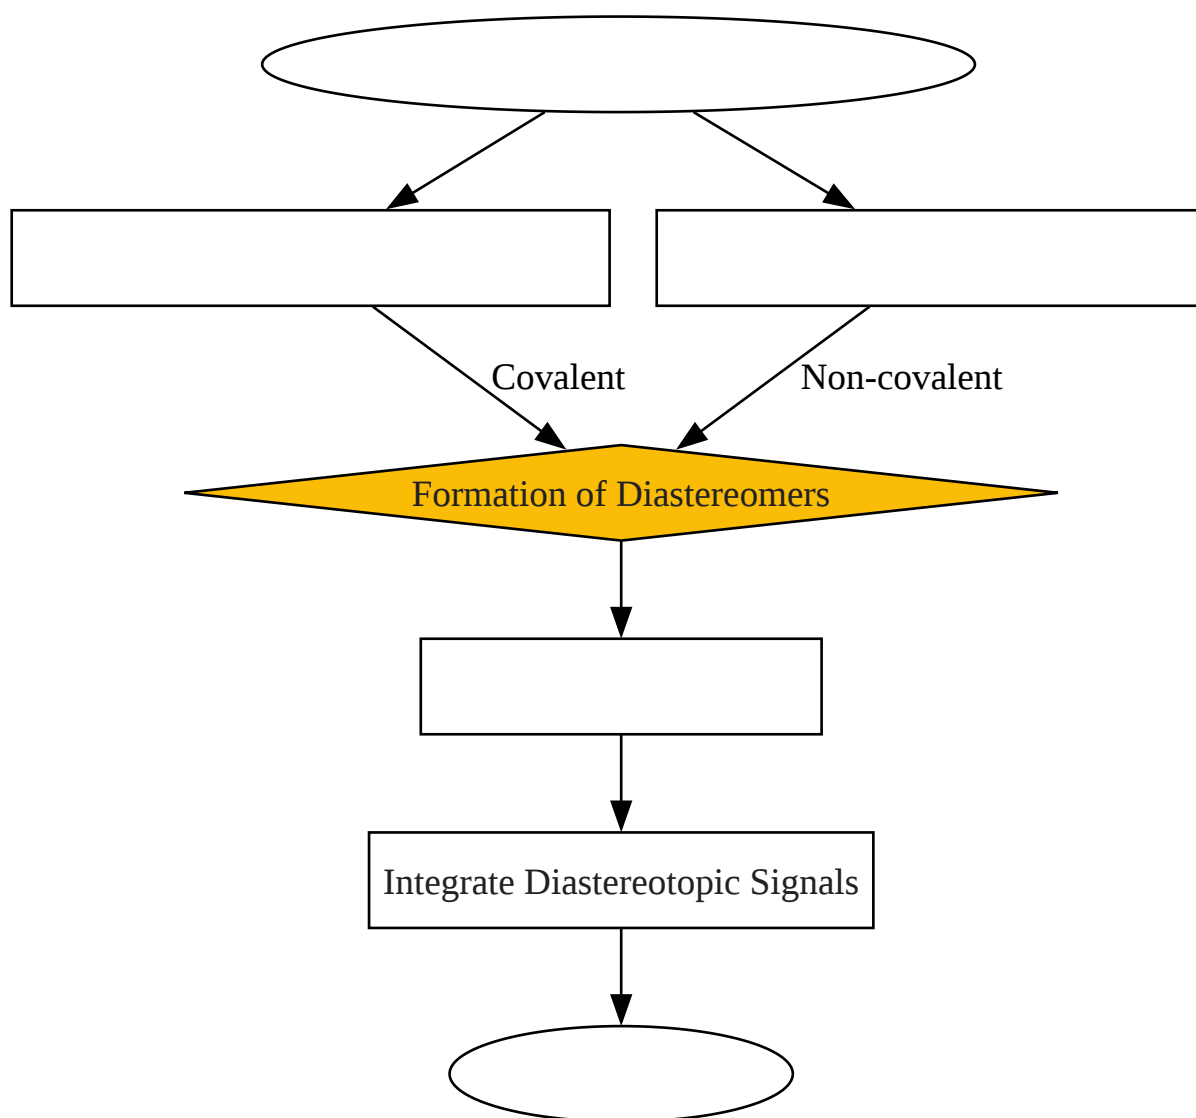 Covalent
Non-covalent
Formation of Diastereomers
Integrate Diastereotopic Signals